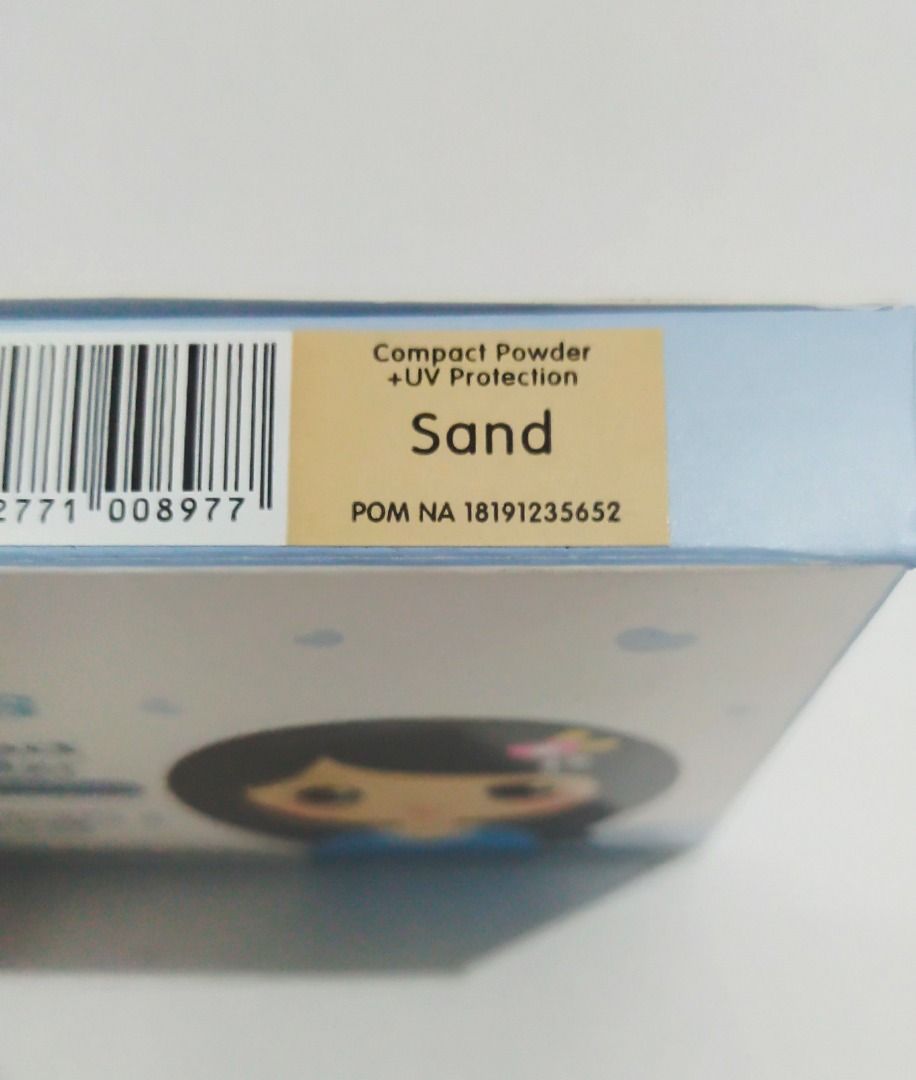 Compact Powder
+UV Protection
Sand
POM NA 18191235652
2771 008977